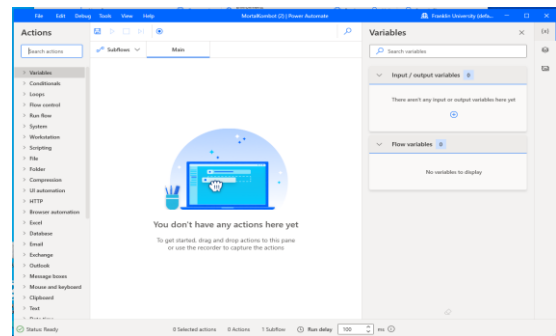 File Edit Debug Tools View Help
MortalKombat (2) | Power Automate
Franklin University (defa...
Actions
Search actions
Variables
Conditionals
Loops
Flow control
Run flow
System
Workstation
Scripting
File
Folder
Compression
UI automation
HTTP
Browser automation
Excel
Database
Email
Exchange
Outlook
Message boxes
Mouse and keyboard
Clipboard
Text
Subflows
Main
You don't have any actions here yet
To get started, drag and drop actions to this pane
or use the recorder to capture the actions
Variables
Search variables
Input / output variables 0
There aren't any input or output variables here yet
Flow variables 0
No variables to display
Status: Ready
0 Selected actions
0 Actions
1 Subflow
Run delay
100
ms